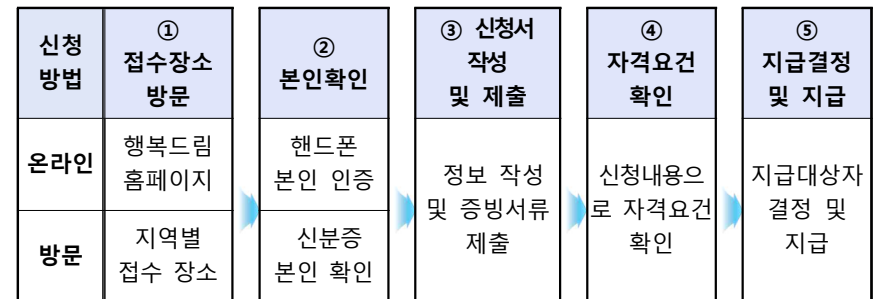 신청
방법
①
접수장소
방문
②
본인확인
③ 신청서
작성
및 제출
④
자격요건
확인
⑤
지급결정
및 지급
온라인
행복드림
홈페이지
핸드폰
본인 인증
방문
지역별
접수 장소
신분증
본인 확인
정보 작성
및 증빙서류
제출
신청내용으
로 자격요건
확인
지급대상자
결정 및
지급